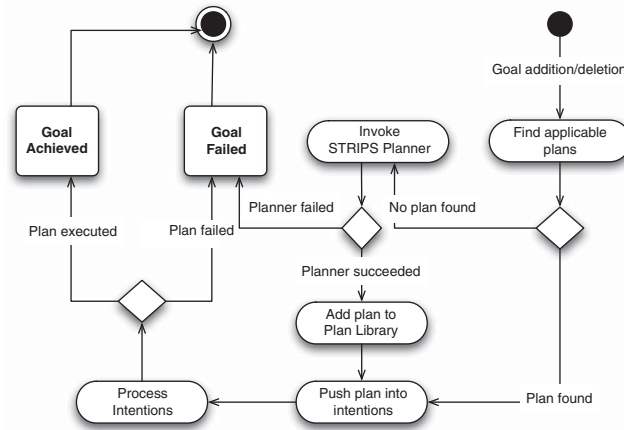 Goal addition/deletion
Goal
Achieved
Goal
Failed
Invoke
STRIPS Planner
Find applicable
plans
Planner failed
No plan found
Plan executed
Plan failed
Planner succeeded
Add plan to
Plan Library
Process
Intentions
Push plan into
intentions
Plan found